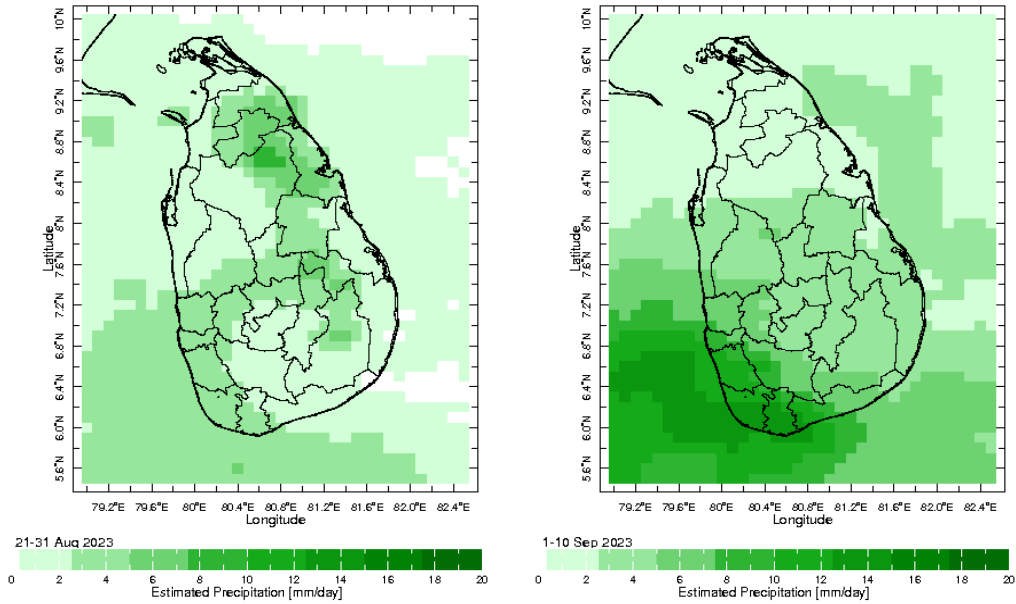 10°N
9.6°N
9.2°N
8.8°N
8.4°N
8°N
7.6°N
7.2°N
6.8°N
6.4°N
6.0°N
5.6°N
Latitude
79.2°E 79.6°E 80°E 80.4°E 80.8°E 81.2°E 81.6°E 82.0°E 82.4°E
Longitude
21-31 Aug 2023
0 2 4 6 8 10 12 14 16 18 20
Estimated Precipitation [mm/day]
10°N
9.6°N
9.2°N
8.8°N
8.4°N
8°N
7.6°N
7.2°N
6.8°N
6.4°N
6.0°N
5.6°N
Latitude
79.2°E 79.6°E 80°E 80.4°E 80.8°E 81.2°E 81.6°E 82.0°E 82.4°E
Longitude
1-10 Sep 2023
0 2 4 6 8 10 12 14 16 18 20
Estimated Precipitation [mm/day]